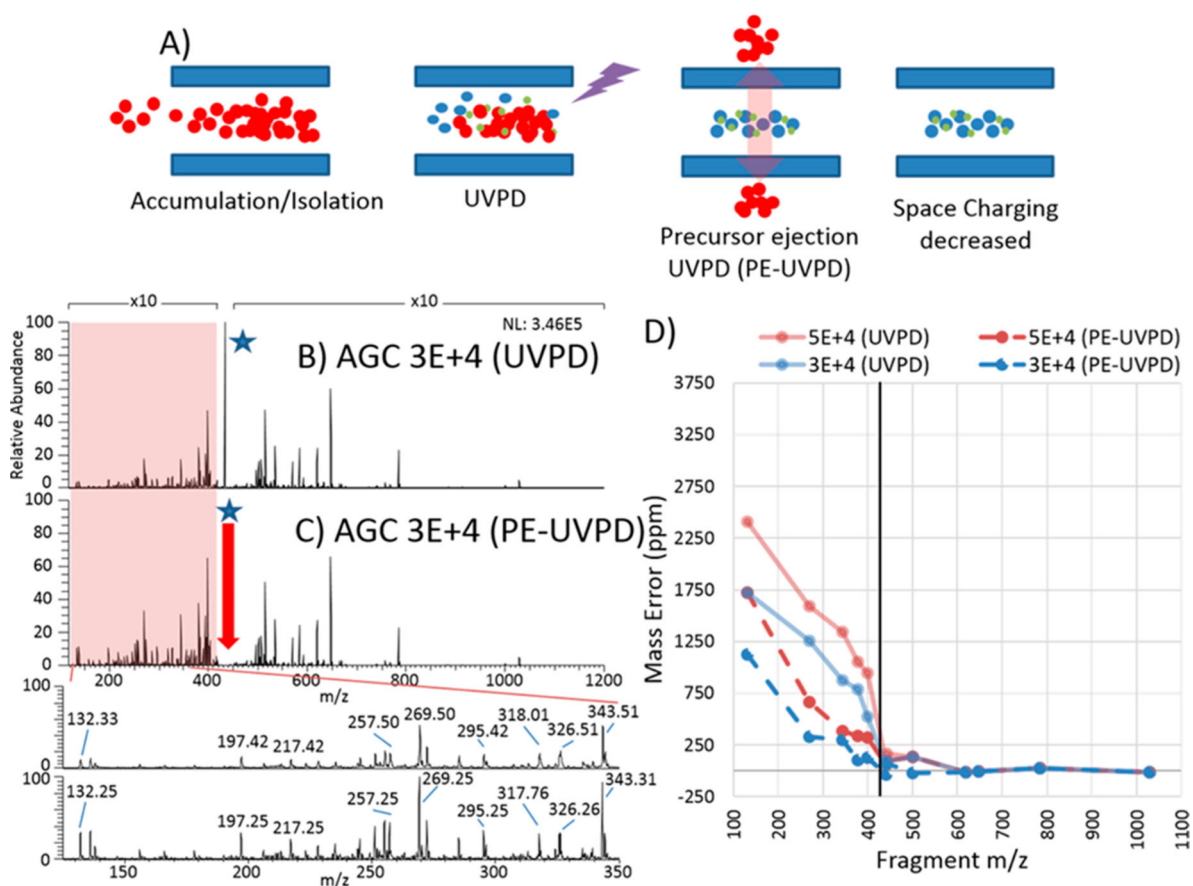 A)
Accumulation/Isolation
UVPD
Precursor ejection
UVPD (PE-UVPD)
Space Charging
decreased
x10
x10
NL: 3.46E5
B) AGC 3E+4 (UVPD)
Relative Abundance
100
80
60
40
20
0
C) AGC 3E+4 (PE-UVPD)
100
80
60
40
20
0
200
400
600
800
1000
1200
m/z
100
0
132.33
197.42
217.42
257.50
269.50
295.42
318.01
326.51
343.51
100
0
132.25
197.25
217.25
257.25
269.25
295.25
317.76
326.26
343.31
150
200
250
300
350
m/z
D)
5E+4 (UVPD)
5E+4 (PE-UVPD)
3E+4 (UVPD)
3E+4 (PE-UVPD)
Mass Error (ppm)
3750
3250
2750
2250
1750
1250
750
250
-250
100
200
300
400
500
600
700
800
900
1000
1100
Fragment m/z